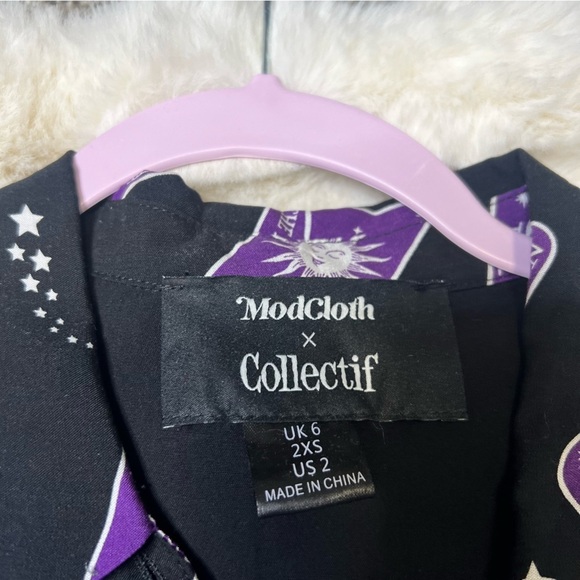 ModCloth
×
Collectif
UK 6
2XS
US 2
MADE IN CHINA